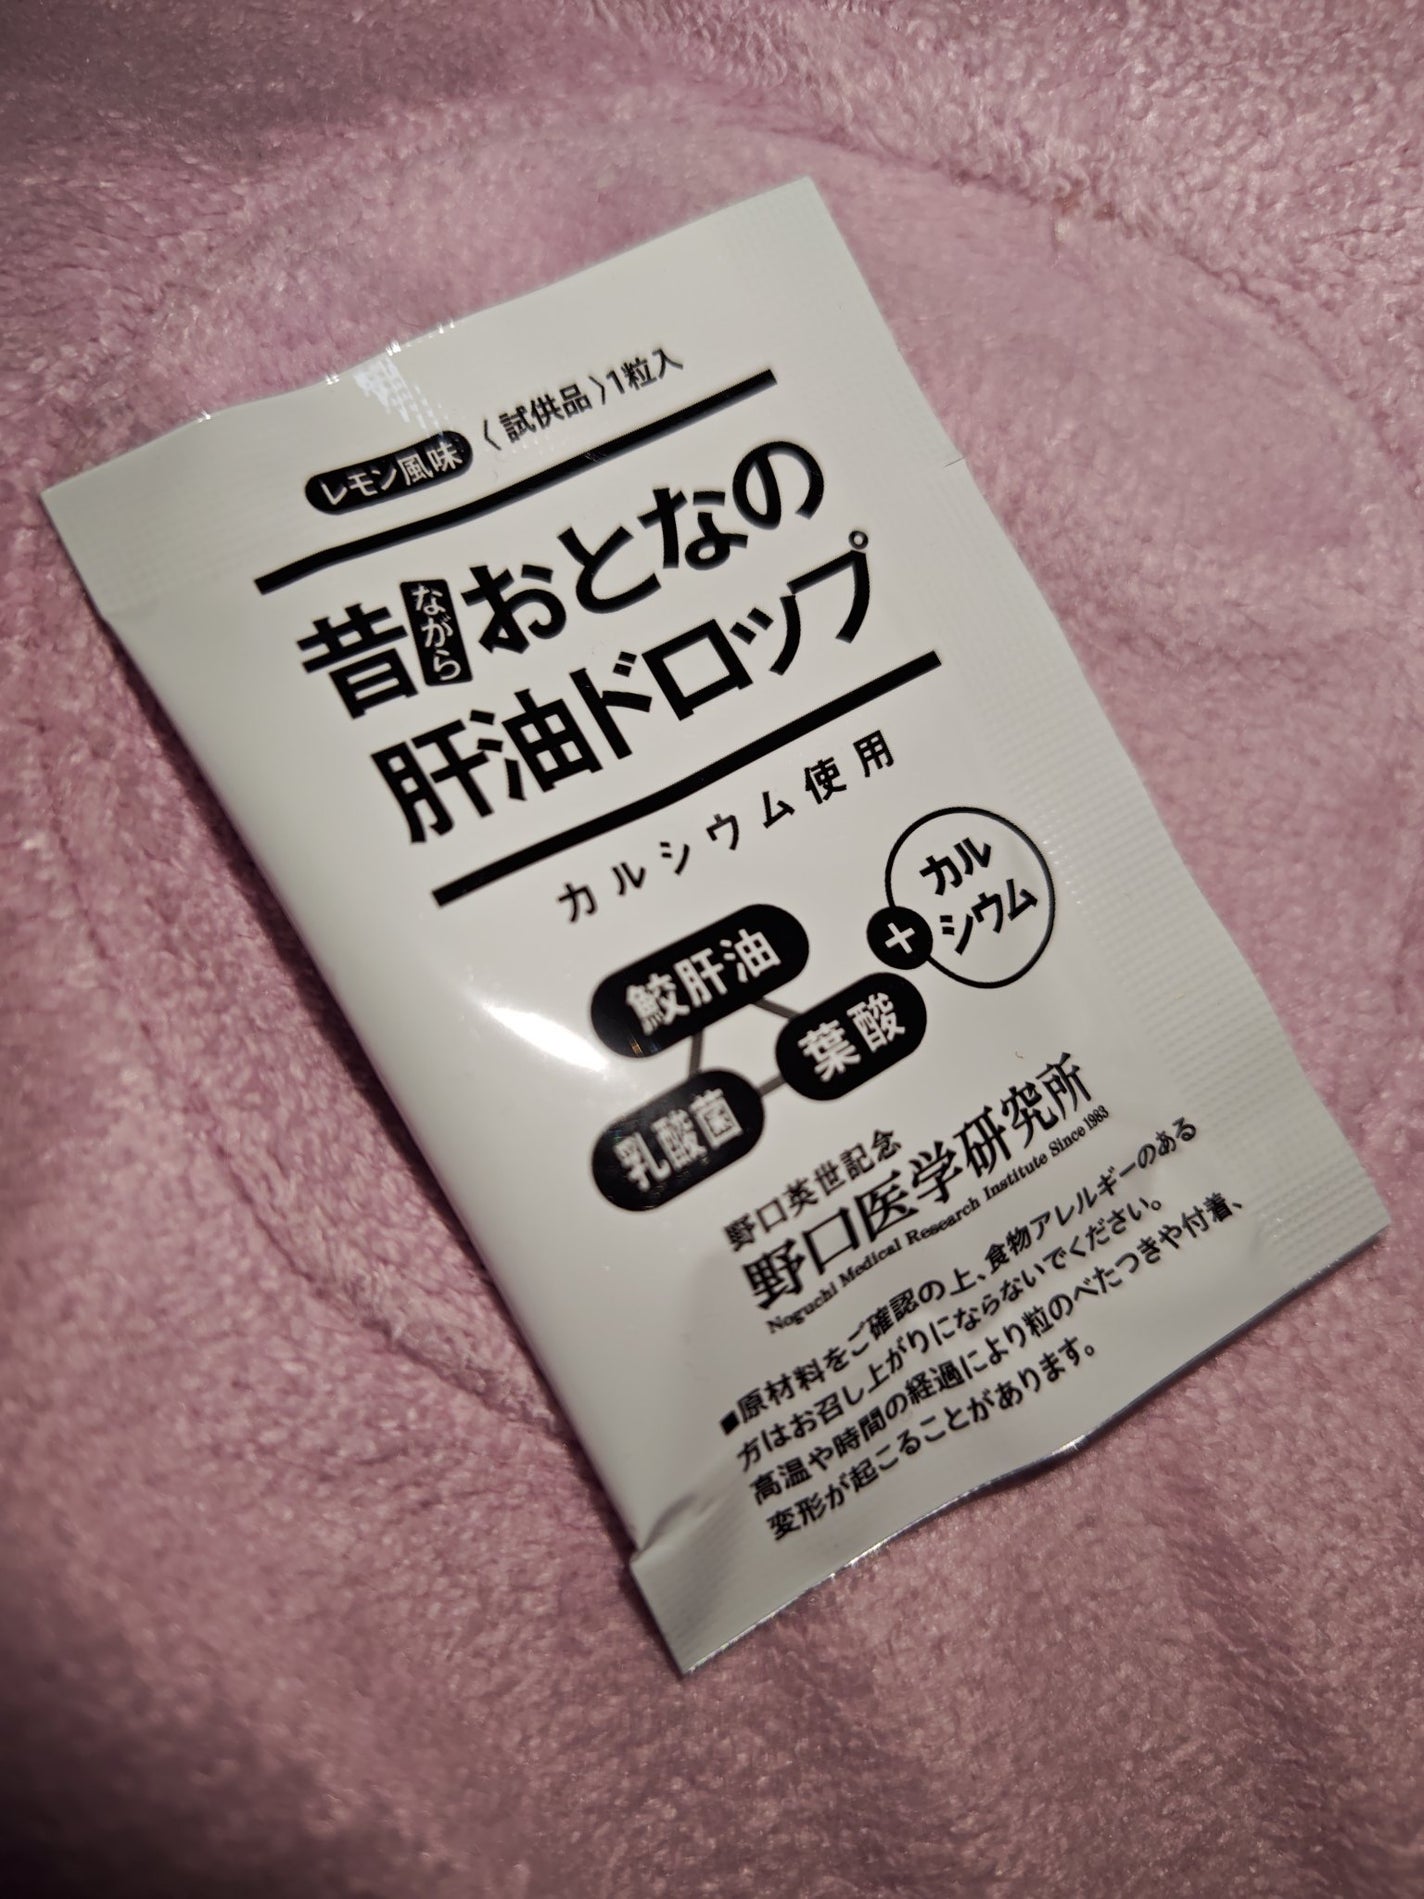 レモン風味 〈試供品〉1粒入
昔ながらおとなの
肝油ドロップ
カルシウム使用
鮫肝油
葉酸
乳酸菌
+
カル
シウム
野口英世記念
野口医学研究所
Noguchi Medical Research Institute Since 1983
■原材料をご確認の上、食物アレルギーのある
方はお召し上がりにならないでください。
高温や時間の経過により粒のべたつきや付着、
変形が起こることがあります。